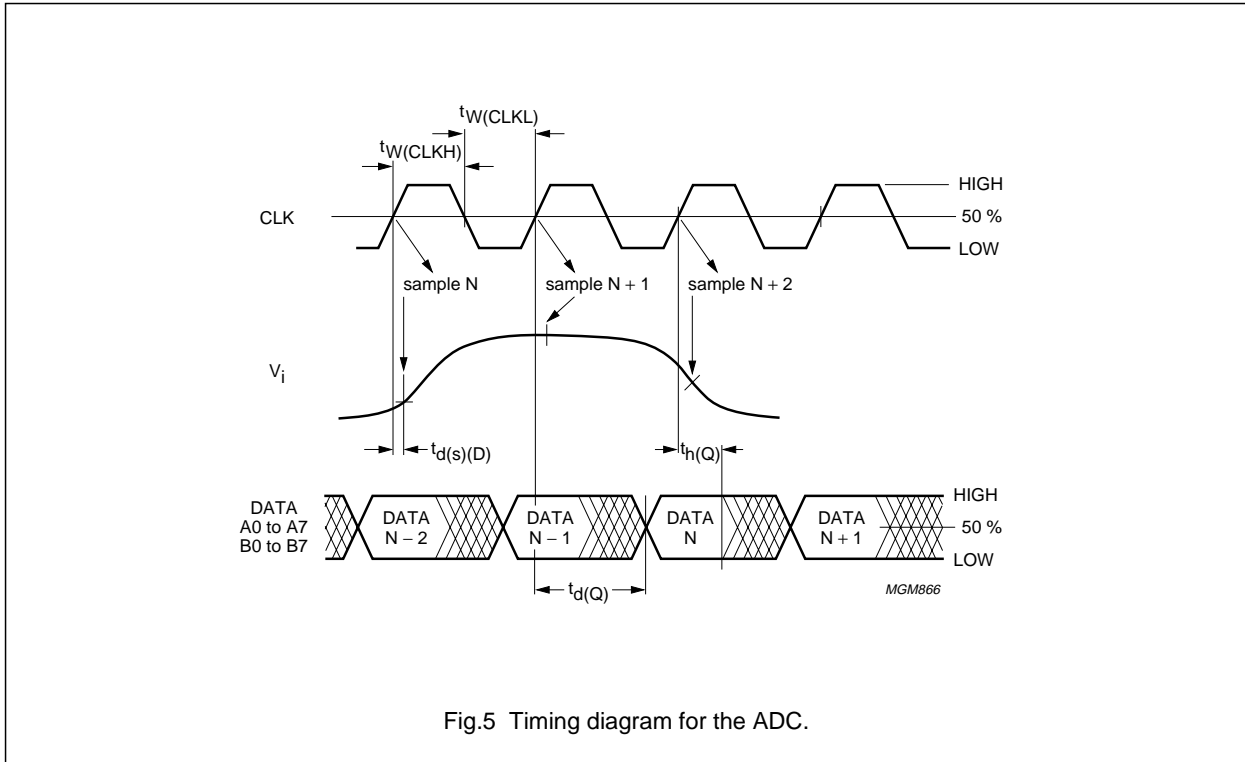 tW(CLKL)
tW(CLKH)
HIGH
CLK
50 %
LOW
sample N
sample N + 1
sample N + 2
Vi
td(s)(D)
th(Q)
HIGH
DATA
A0 to A7
B0 to B7
DATA
N − 2
DATA
N − 1
DATA
N
DATA
N + 1
50 %
LOW
td(Q)
MGM866
Fig.5 Timing diagram for the ADC.